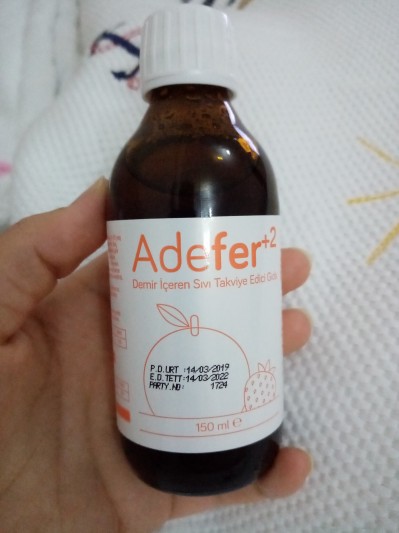 Adefer+2
Demir İçeren Sıvı Takviye Edici Gıda
P.D.URT :14/03/2019
E.D.TETT:14/03/2022
PARTY.NO: 1724
150 ml ℮